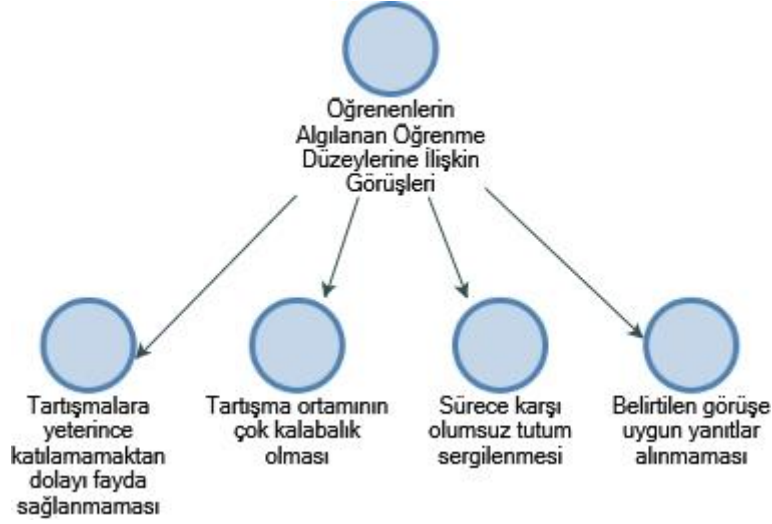 Öğrenenlerin
Algılanan Öğrenme
Düzeylerine İlişkin
Görüşleri
Tartışmalara
yeterince
katılamamaktan
dolayı fayda
sağlanmaması
Tartışma ortamının
çok kalabalık
olması
Sürece karşı
olumsuz tutum
sergilenmesi
Belirtilen görüşe
uygun yanıtlar
alınmaması